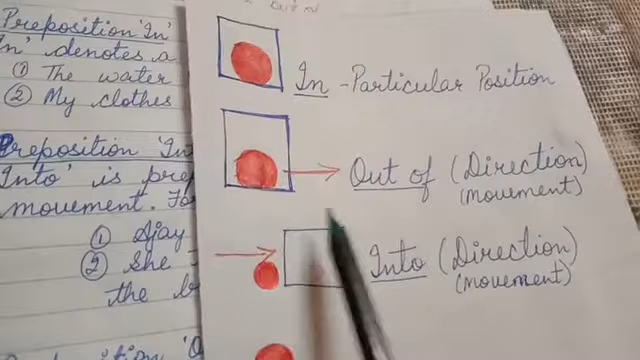 Preposition 'In'
In' denotes a
① The water
② My clothes
Preposition 'In
Into' is pre
movement. Fo
① Ajay
② She
the b
In - Particular Position
Out of (Direction)
(movement)
Into (Direction)
(movement)